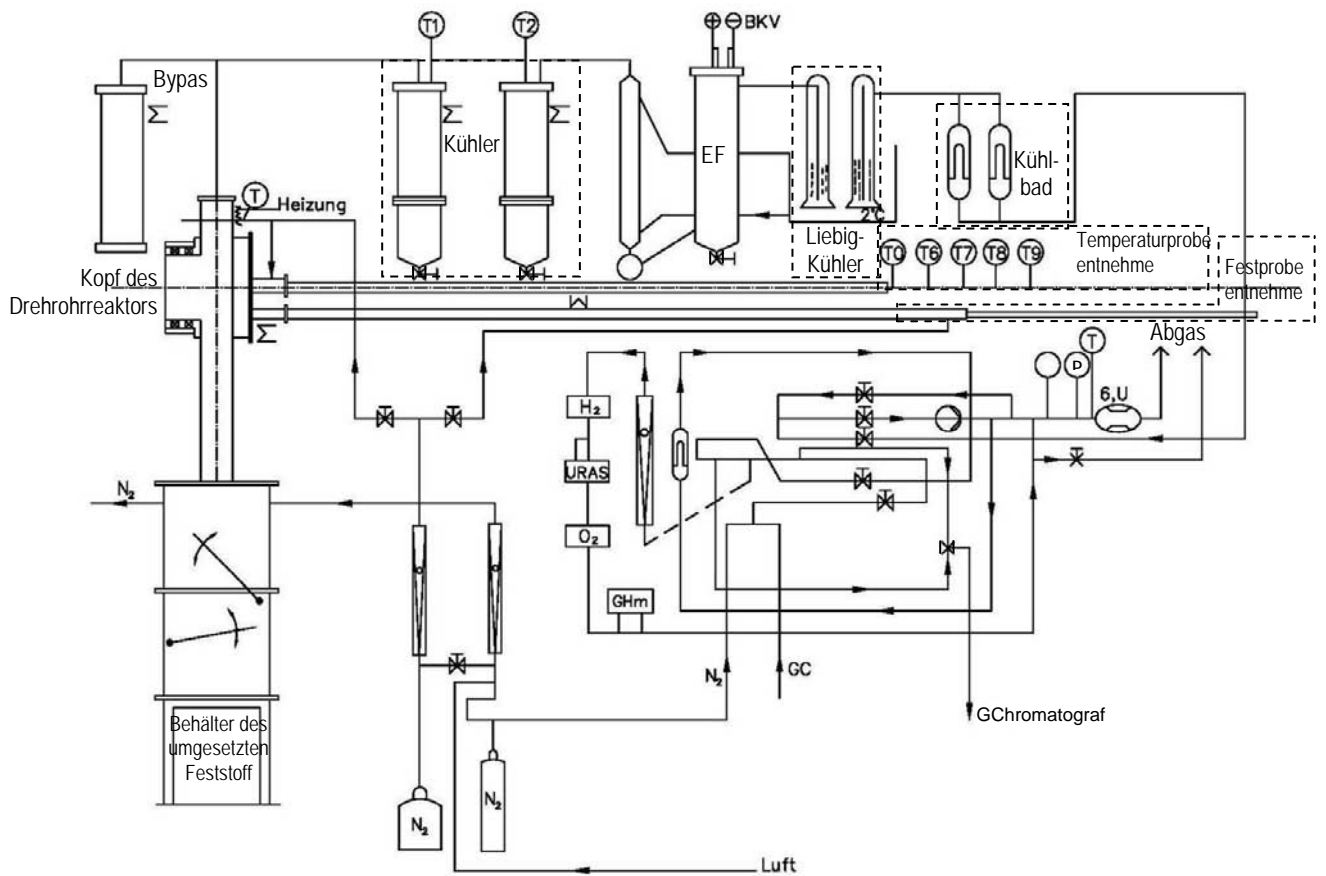 T1
T2
BKV
Bypas
Kühler
EF
Kühl-
bad
T
Heizung
2°C
Liebig-
Kühler
T0
T6
T7
T8
T9
Temperaturprobe
entnehme
Festprobe
entnehme
Kopf des
Drehrohrreaktors
Abgas
T
P
6,U
H₂
URAS
O₂
GHm
N₂
N₂
GC
GChromatograf
Behälter des
umgesetzten
Feststoff
N₂
N₂
Luft